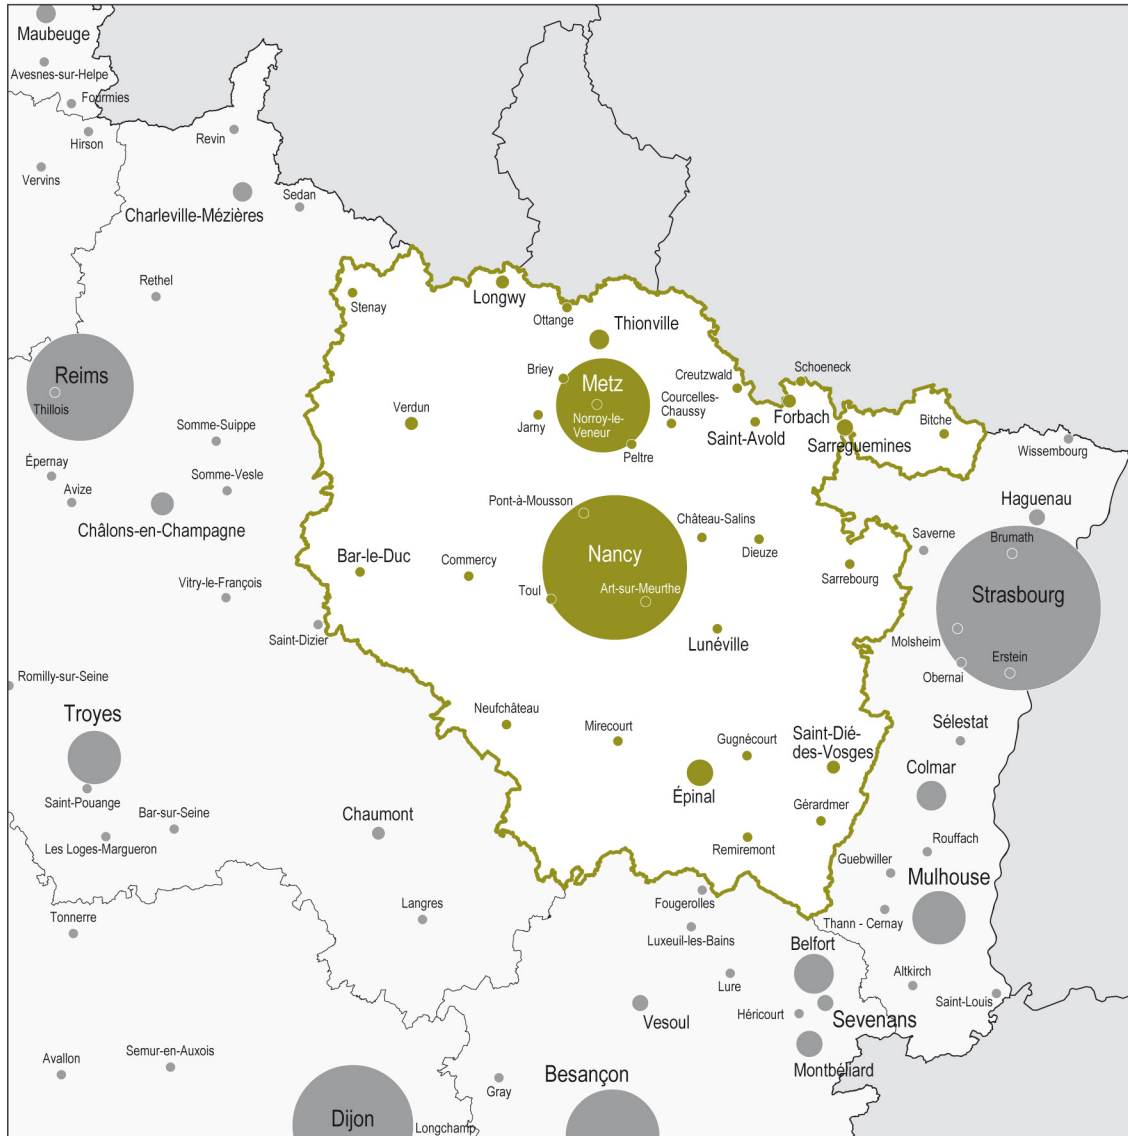 Maubeuge
Avesnes-sur-Helpe
Fourmies
Hirson
Revin
Vervins
Sedan
Charleville-Mézières
Rethel
Stenay
Longwy
Ottange
Thionville
Reims
Thillois
Briey
Metz
Creutzwald
Schoeneck
Courcelles-
Chaussy
Verdun
Jarny
Norroy-le-
Veneur
Forbach
Saint-Avold
Sarreguemines
Bitche
Peltre
Wissembourg
Somme-Suippe
Épernay
Somme-Vesle
Avize
Châlons-en-Champagne
Pont-à-Mousson
Château-Salins
Haguenau
Saverne
Brumath
Nancy
Dieuze
Bar-le-Duc
Commercy
Sarrebourg
Vitry-le-François
Toul
Art-sur-Meurthe
Strasbourg
Saint-Dizier
Lunéville
Molsheim
Obernai
Erstein
Romilly-sur-Seine
Troyes
Neufchâteau
Mirecourt
Gugnécourt
Saint-Dié-
des-Vosges
Sélestat
Colmar
Saint-Pouange
Épinal
Bar-sur-Seine
Chaumont
Gérardmer
Les Loges-Margueron
Remiremont
Rouffach
Guebwiller
Mulhouse
Fougerolles
Langres
Tonnerre
Thann - Cernay
Luxeuil-les-Bains
Belfort
Altkirch
Lure
Saint-Louis
Héricourt
Vesoul
Sevenans
Avallon
Semur-en-Auxois
Besançon
Montbéliard
Gray
Dijon
Longchamp